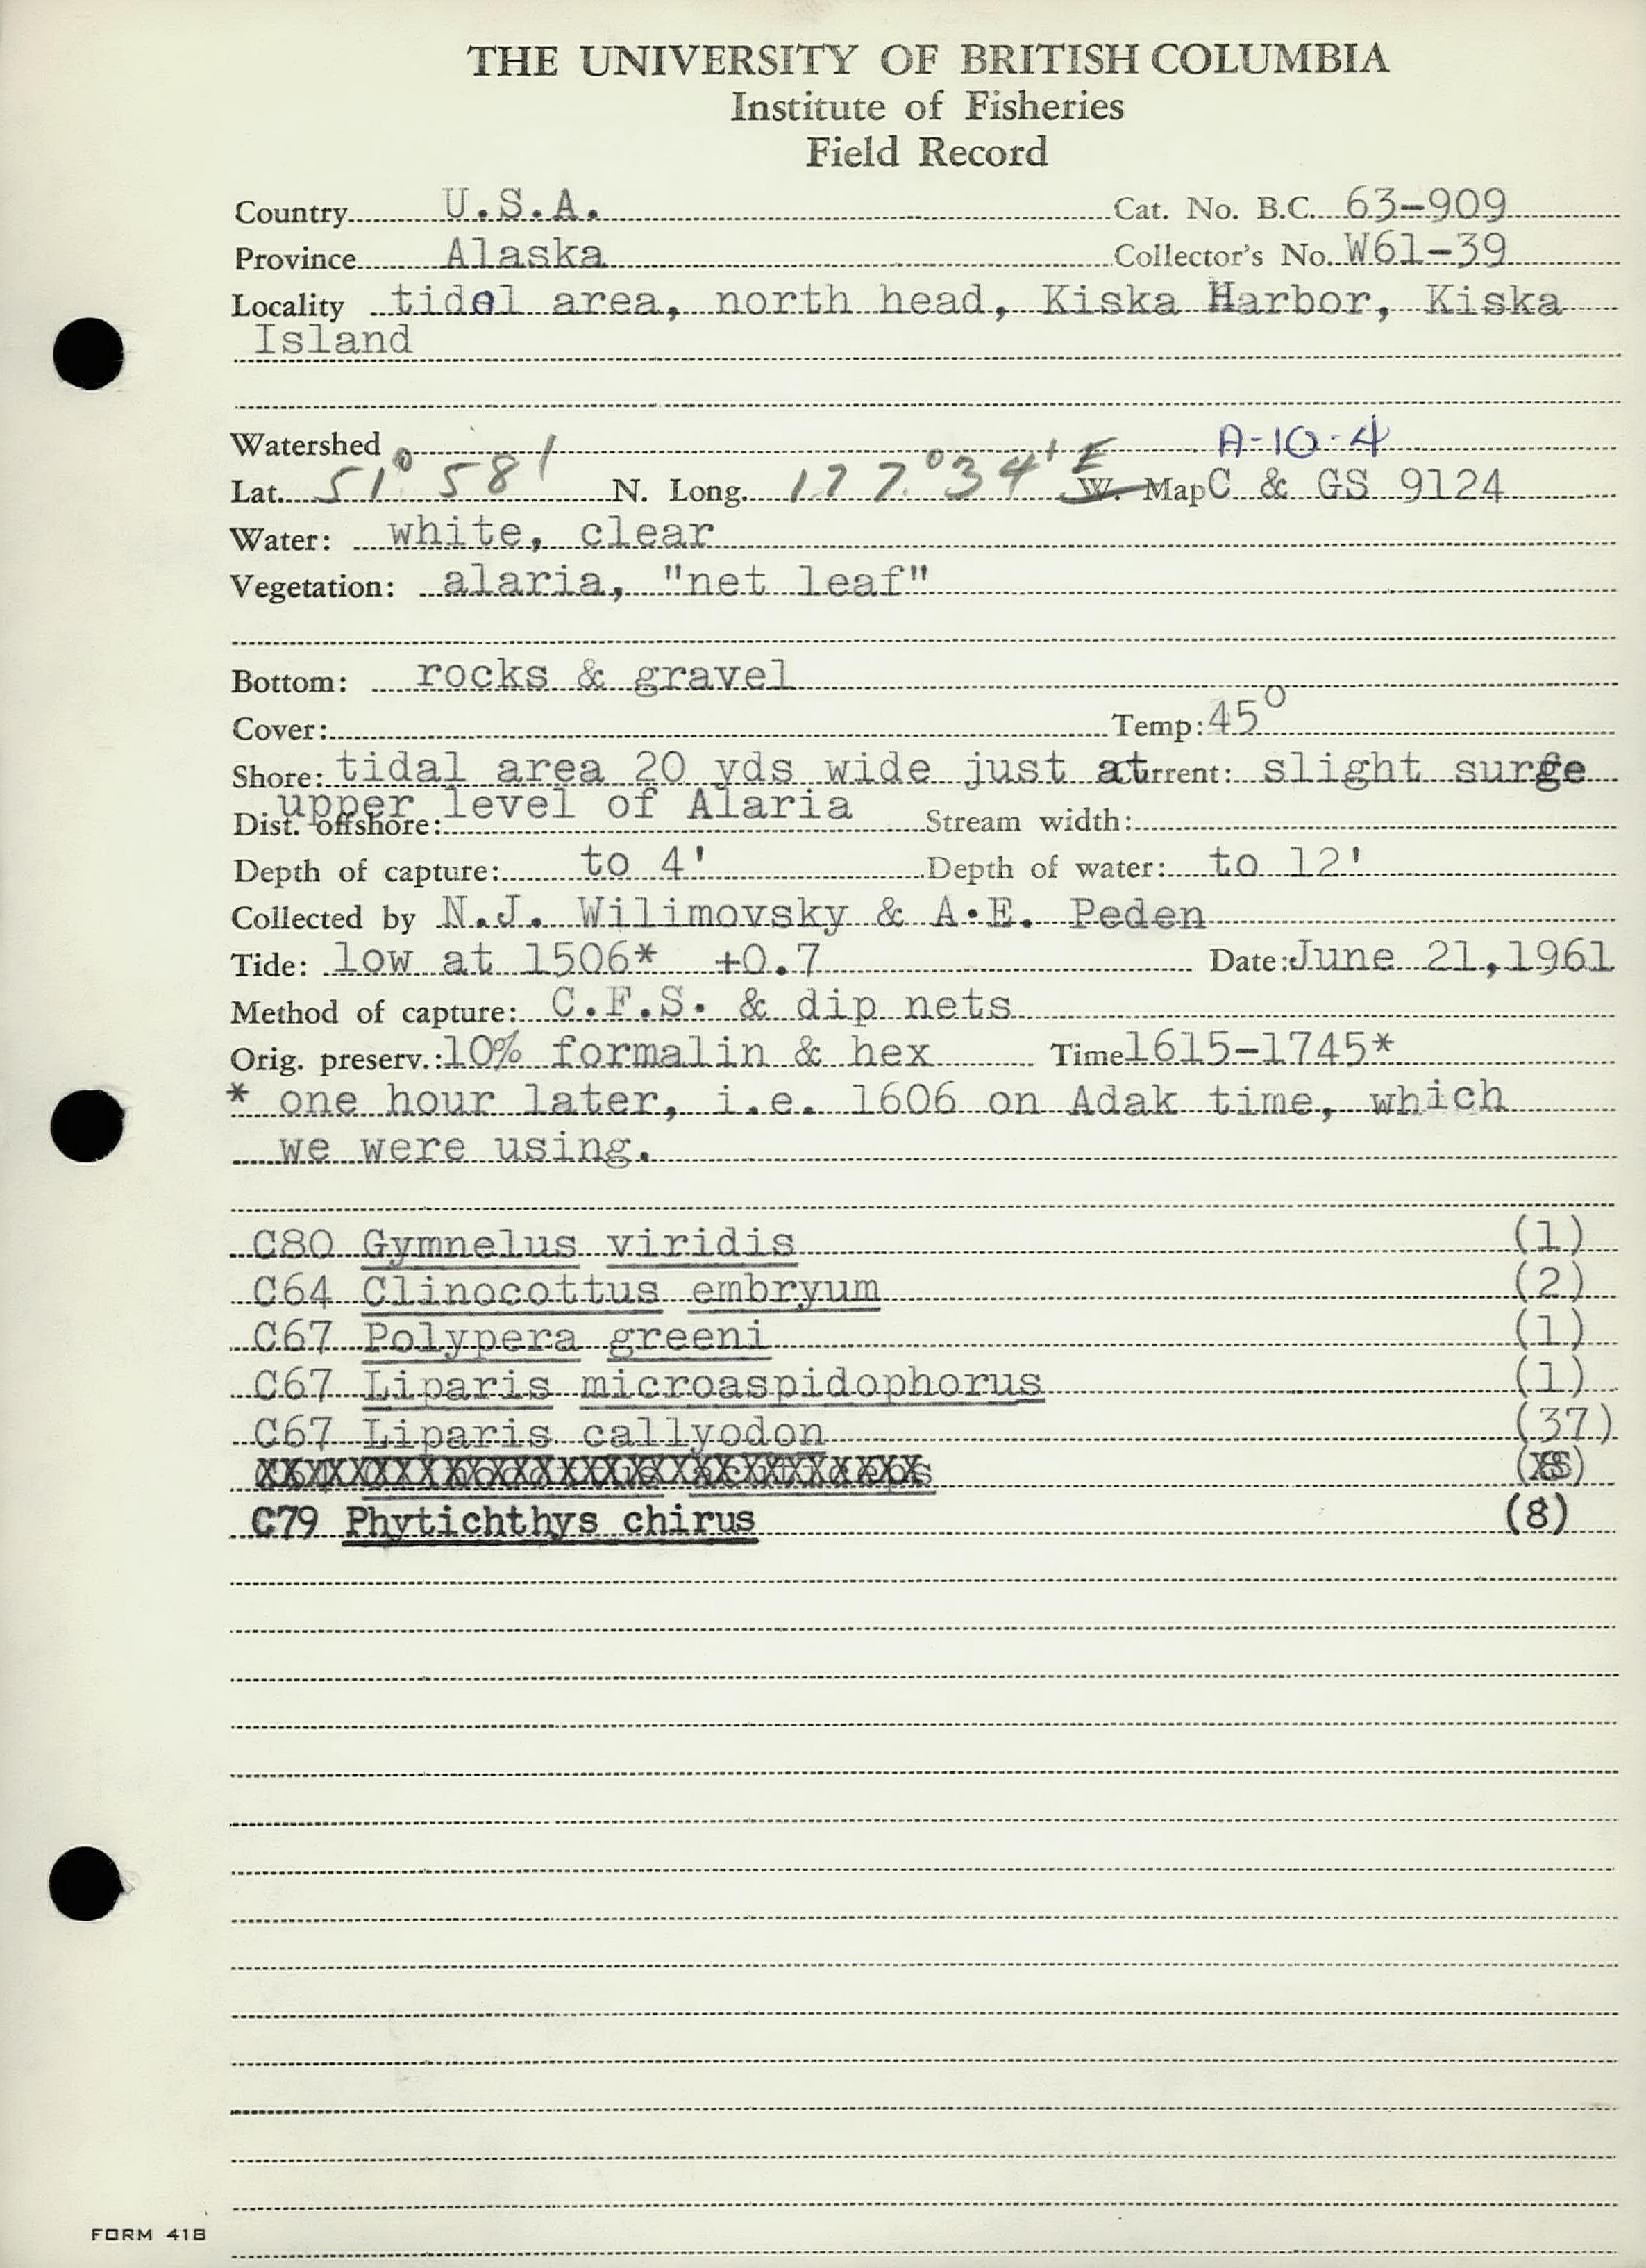 THE UNIVERSITY OF BRITISH COLUMBIA
Institute of Fisheries
Field Record
Country U.S.A. Cat. No. B.C. 63-909
Province Alaska Collector's No. W61-39
Locality tidal area, north head, Kiska Harbor, Kiska
Island
Watershed A-10-4
Lat. 51° 58' N. Long. 177° 34' E W. Map C & GS 9124
Water: white, clear
Vegetation: alaria, "net leaf"
Bottom: rocks & gravel
Cover: Temp: 45°
Shore: tidal area 20 yds wide just at urrent: slight surge
upper level of Alaria
Dist. offshore: Stream width:
Depth of capture: to 4' Depth of water: to 12'
Collected by N.J. Wilimovsky & A.E. Peden
Tide: low at 1506* +0.7 Date: June 21,1961
Method of capture: C.F.S. & dip nets
Orig. preserv.: 10% formalin & hex Time 1615-1745*
* one hour later, i.e. 1606 on Adak time, which
we were using.
C80 Gymnelus viridis (1)
C64 Clinocottus embryum (2)
C67 Polypera greeni (1)
C67 Liparis microaspidophorus (1)
C67 Liparis callyodon (37)
C79 Phytichthys chirus (8)
FORM 418